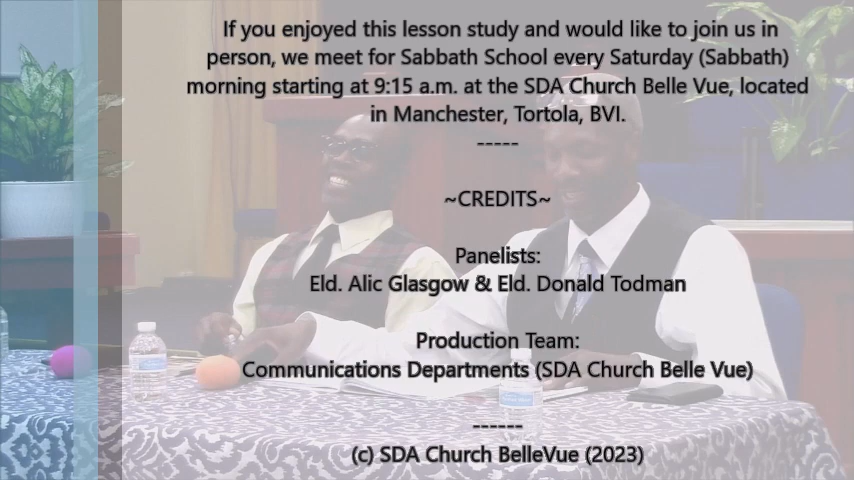 If you enjoyed this lesson study and would like to join us in
person, we meet for Sabbath School every Saturday (Sabbath)
morning starting at 9:15 a.m. at the SDA Church Belle Vue, located
in Manchester, Tortola, BVI.
-----
~CREDITS~
Panelists:
Eld. Alic Glasgow & Eld. Donald Todman
Production Team:
Communications Departments (SDA Church Belle Vue)
------
(c) SDA Church BelleVue (2023)